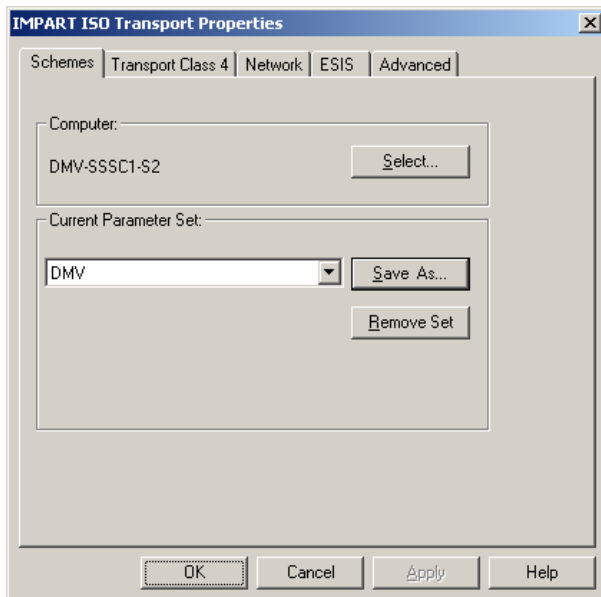 IMPART ISO Transport Properties
Schemes Transport Class 4 Network ESIS Advanced
Computer:
DMV-SSSC1-S2 Select...
Current Parameter Set:
DMV Save As...
Remove Set
OK Cancel Apply Help